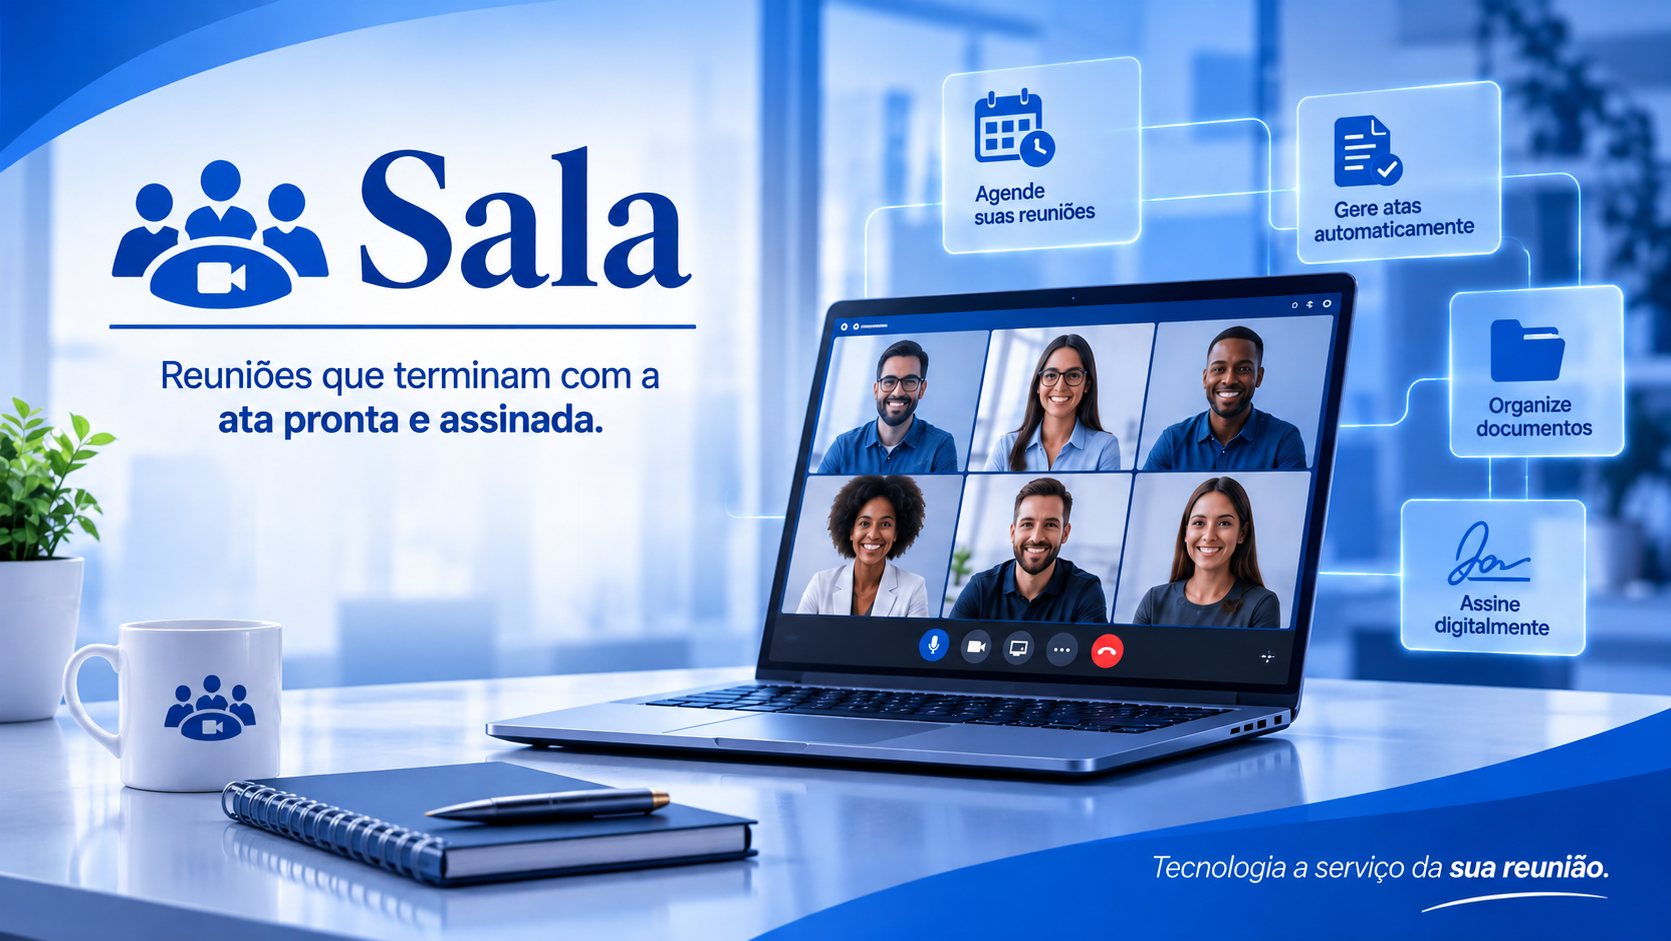 Sala
Reuniões que terminam com a
ata pronta e assinada.
Agende
suas reuniões
Gere atas
automaticamente
Organize
documentos
Assine
digitalmente
Tecnologia a serviço da sua reunião.